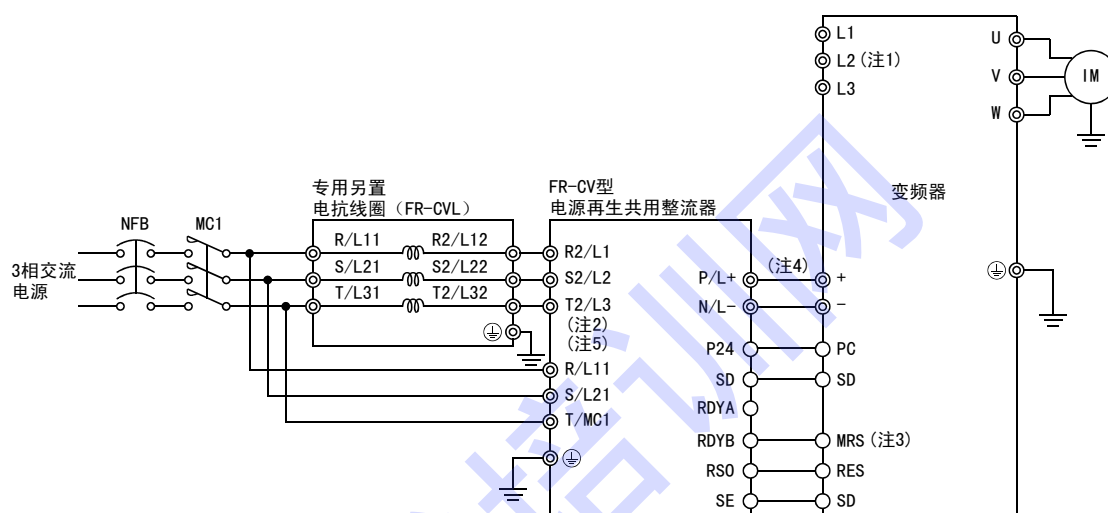 3相交流
电源
NFB
MC1
专用另置
电抗线圈（FR-CVL）
R/L11
R2/L12
S/L21
S2/L22
T/L31
T2/L32
FR-CV型
电源再生共用整流器
R2/L1
S2/L2
T2/L3
(注2)
(注5)
R/L11
S/L21
T/MC1
P/L+
N/L-
P24
SD
RDYA
RDYB
RSO
SE
(注4)
变频器
L1
L2(注1)
L3
+
-
PC
SD
MRS(注3)
RES
SD
U
V
W
IM
培训网